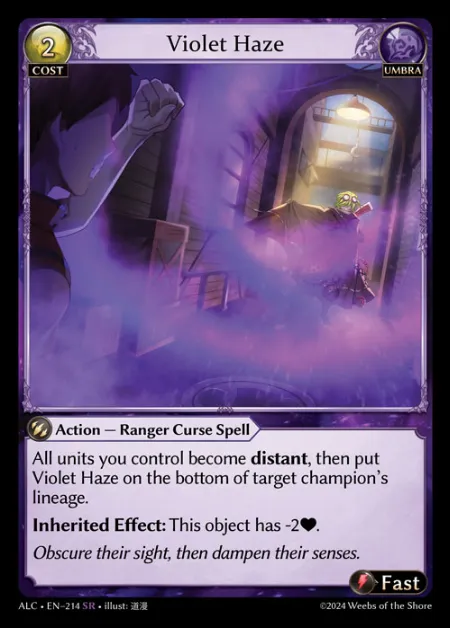 2
Violet Haze
COST
UMBRA
Action — Ranger Curse Spell
All units you control become distant, then put
Violet Haze on the bottom of target champion's
lineage.
Inherited Effect: This object has -2♥.
Obscure their sight, then dampen their senses.
Fast
ALC • EN–214 SR • illust: 道漫
©2024 Weebs of the Shore